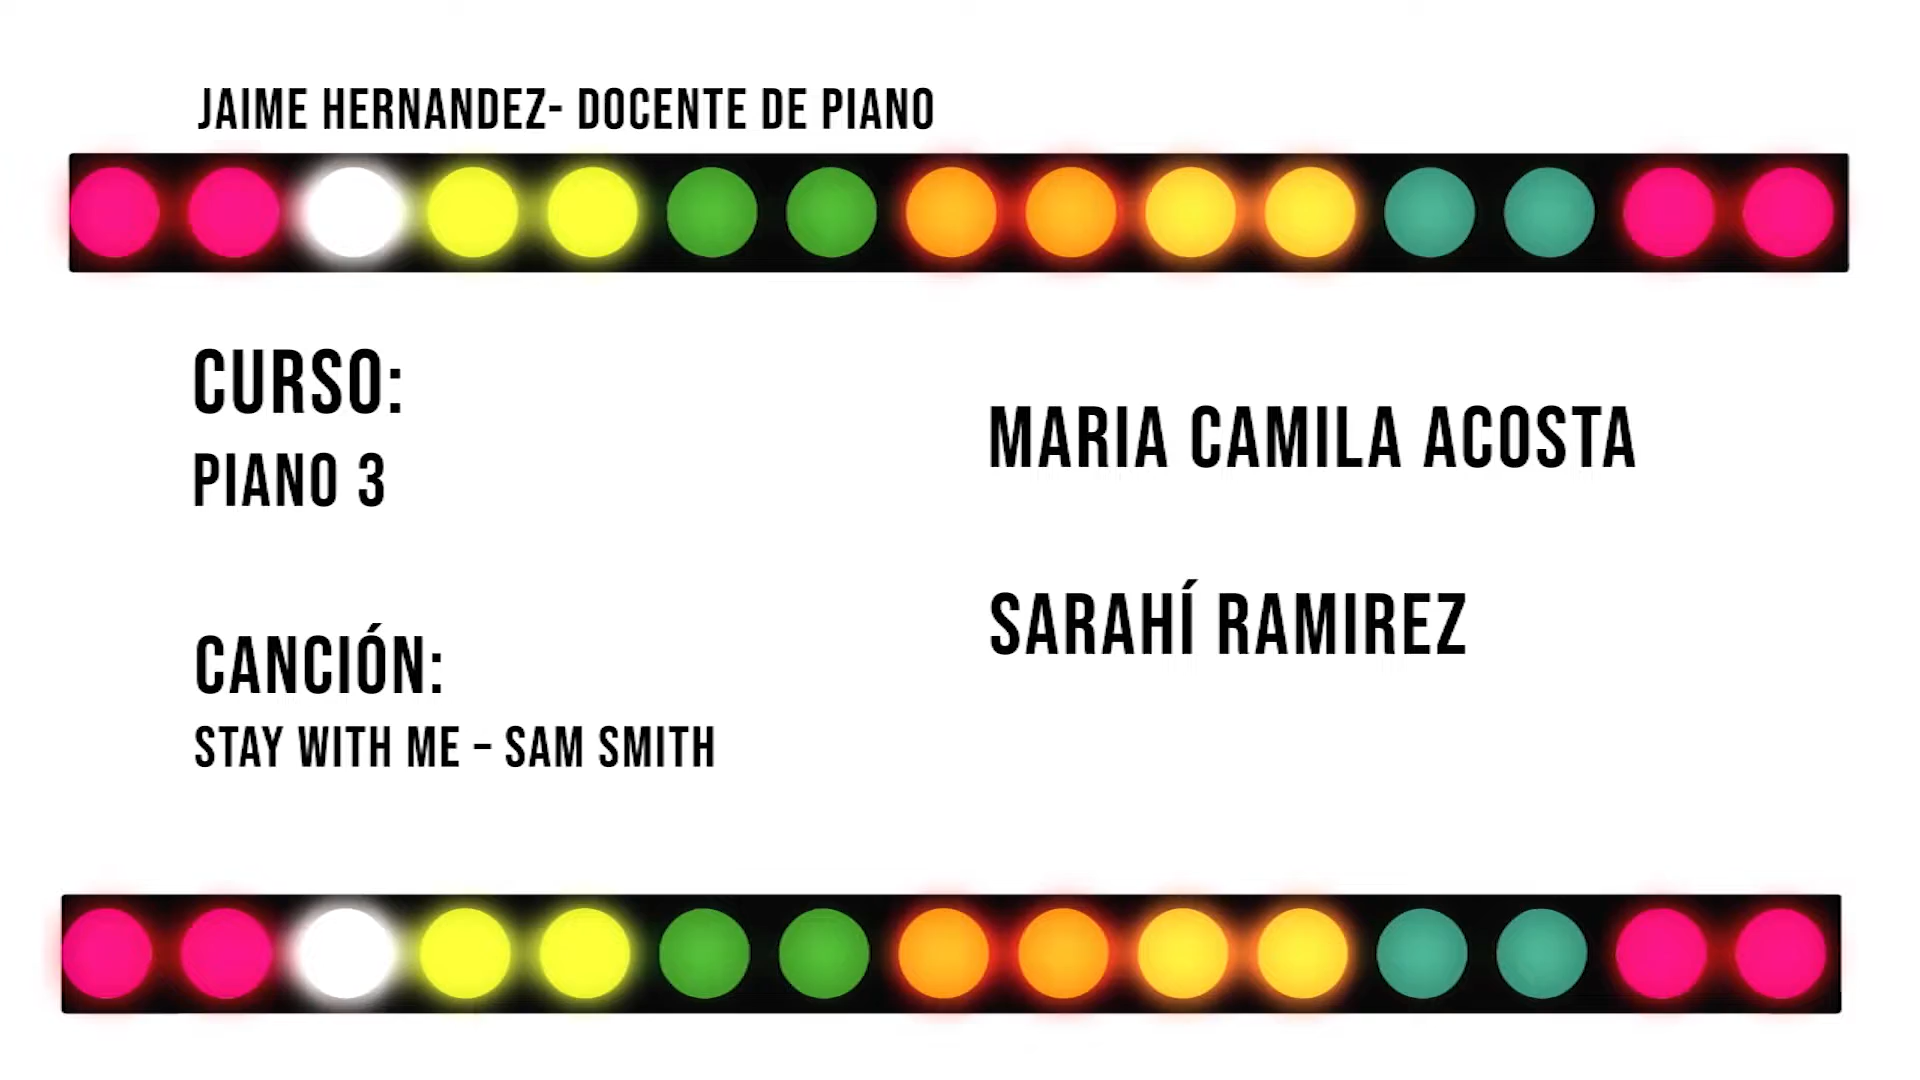 JAIME HERNANDEZ- DOCENTE DE PIANO
CURSO:
PIANO 3
CANCIÓN:
STAY WITH ME – SAM SMITH
MARIA CAMILA ACOSTA
SARAHÍ RAMIREZ